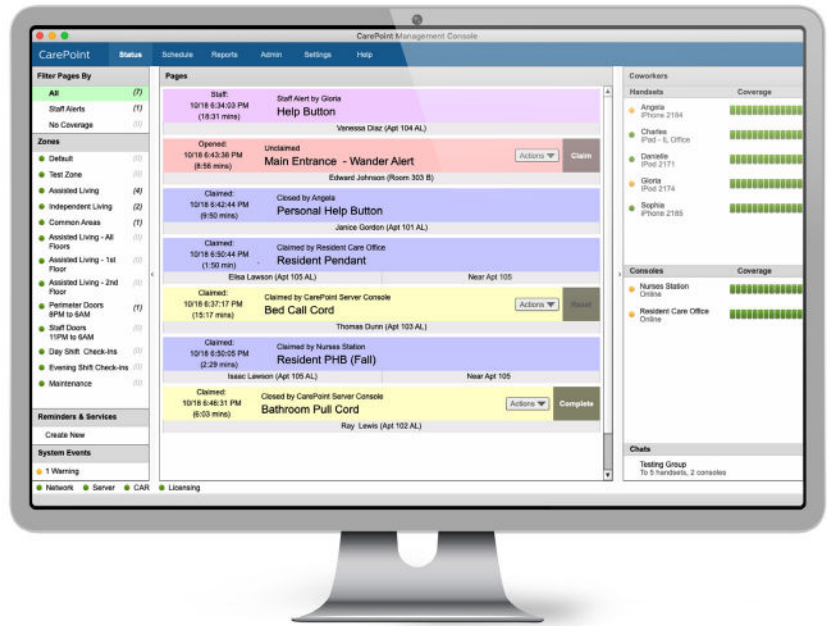 CarePoint Management Console
CarePoint Status Schedule Reports Admin Settings Help
Filter Pages By
All (7)
Staff Alerts (1)
No Coverage (0)
Zones
Default (0)
Test Zone (0)
Assisted Living (4)
Independent Living (2)
Common Areas (1)
Assisted Living - All (0)
Floors
Assisted Living - 1st (0)
Floor
Assisted Living - 2nd (0)
Floor
Perimeter Doors (1)
8PM to 6AM
Staff Doors (0)
11PM to 6AM
Day Shift Check-Ins (0)
Evening Shift Check-Ins (0)
Maintenance (0)
Reminders & Services
Create New
System Events
1 Warning
Network Server CAR Licensing
Pages
Staff:
10/18 6:34:03 PM
(18:31 mins)
Staff Alert by Gloria
Help Button
Vanessa Diaz (Apt 104 AL)
Opened:
10/18 6:43:36 PM
(8:56 mins)
Unclaimed
Main Entrance - Wander Alert
Actions
Claim
Edward Johnson (Room 303 B)
Claimed:
10/18 6:42:44 PM
(9:50 mins)
Closed by Angela
Personal Help Button
Janice Gordon (Apt 101 AL)
Claimed:
10/18 6:50:44 PM
(1:50 min)
Claimed by Resident Care Office
Resident Pendant
Elisa Lawson (Apt 105 AL) Near Apt 105
Claimed:
10/18 6:37:17 PM
(15:17 mins)
Claimed by CarePoint Server Console
Bed Call Cord
Actions
Reset
Thomas Dunn (Apt 103 AL)
Claimed:
10/18 6:50:05 PM
(2:29 mins)
Claimed by Nurses Station
Resident PHB (Fall)
Isaac Lawson (Apt 105 AL) Near Apt 105
Claimed:
10/18 6:46:31 PM
(6:03 mins)
Closed by CarePoint Server Console
Bathroom Pull Cord
Actions
Complete
Ray Lewis (Apt 102 AL)
Coworkers
Handsets Coverage
Angela
iPhone 2184
Charles
iPad - IL Office
Danielle
iPod 2171
Gloria
iPod 2174
Sophia
iPhone 2185
Consoles Coverage
Nurses Station
Online
Resident Care Office
Online
Chats
Testing Group
To 5 handsets, 2 consoles